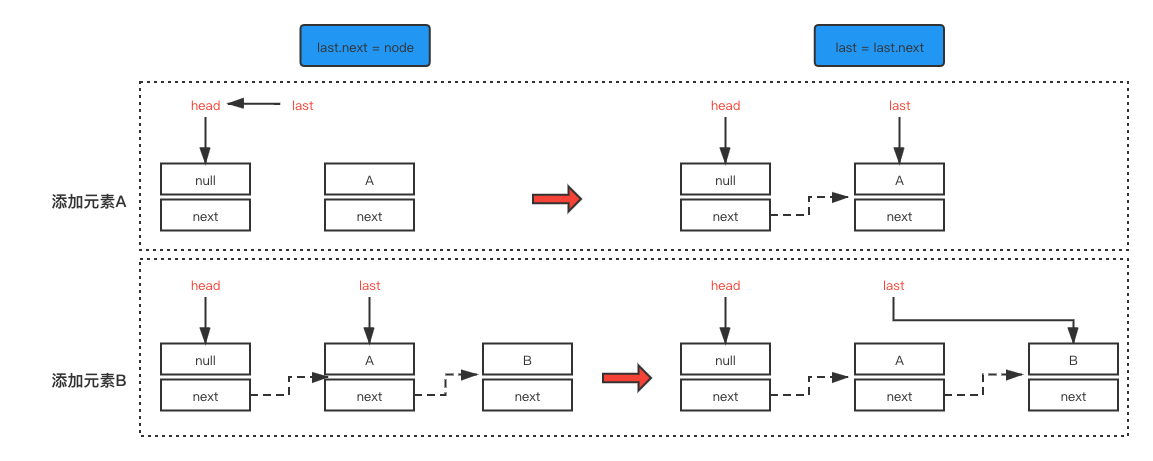 last.next = node
last = last.next
head
last
head
last
null
A
null
A
添加元素A
next
next
next
next
head
last
head
last
null
A
B
null
A
B
添加元素B
next
next
next
next
next
next